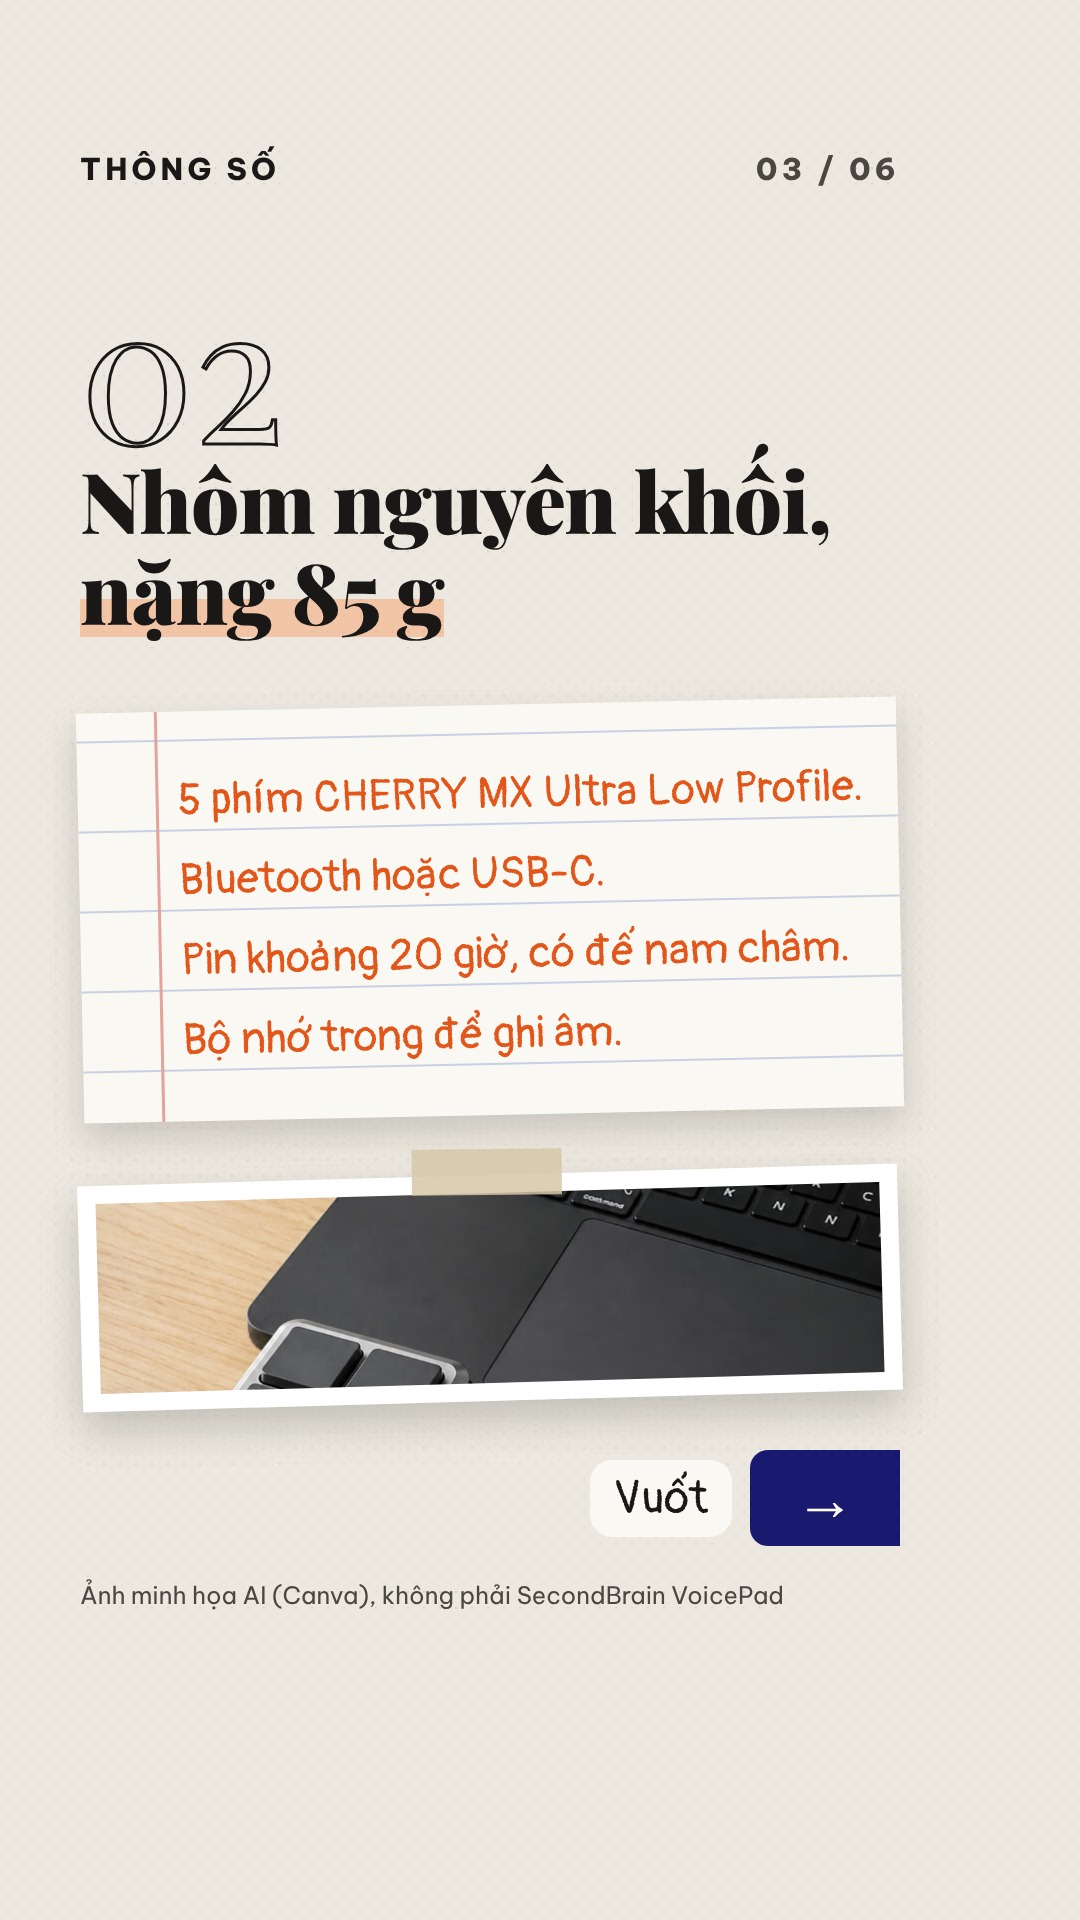 THÔNG SỐ
03 / 06
02
Nhôm nguyên khối,
nặng 85 g
5 phím CHERRY MX Ultra Low Profile.
Bluetooth hoặc USB-C.
Pin khoảng 20 giờ, có đế nam châm.
Bộ nhớ trong để ghi âm.
command
K
C
N
N
Vuốt
→
Ảnh minh họa AI (Canva), không phải SecondBrain VoicePad